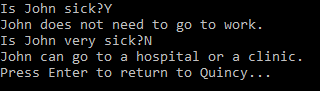 Is John sick?Y
John does not need to go to work.
Is John very sick?N
John can go to a hospital or a clinic.
Press Enter to return to Quincy...